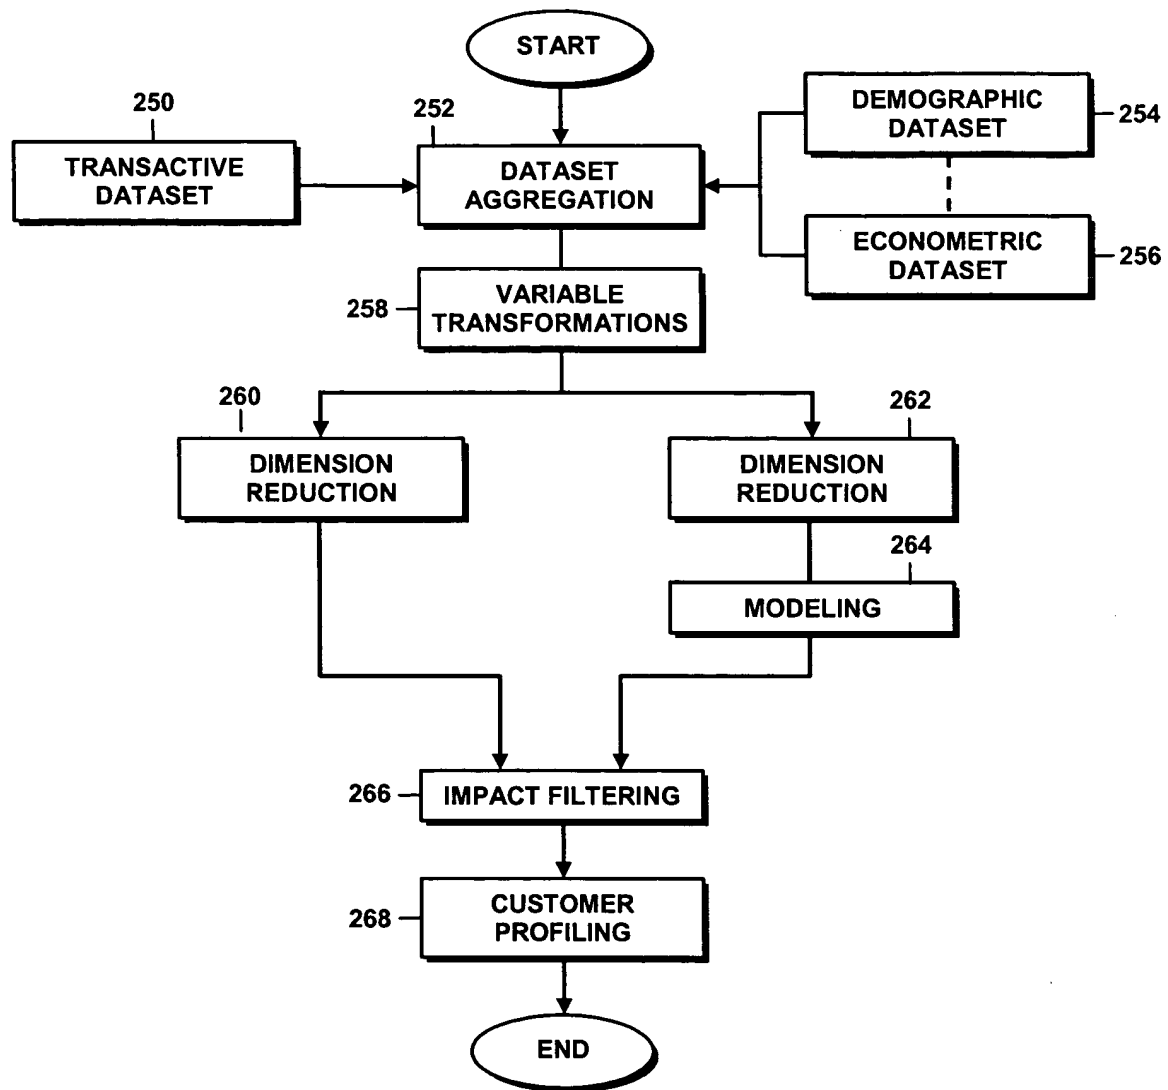 START
250
TRANSACTIVE
DATASET
252
DATASET
AGGREGATION
DEMOGRAPHIC
DATASET
254
ECONOMETRIC
DATASET
256
258
VARIABLE
TRANSFORMATIONS
260
DIMENSION
REDUCTION
262
DIMENSION
REDUCTION
264
MODELING
266
IMPACT FILTERING
268
CUSTOMER
PROFILING
END